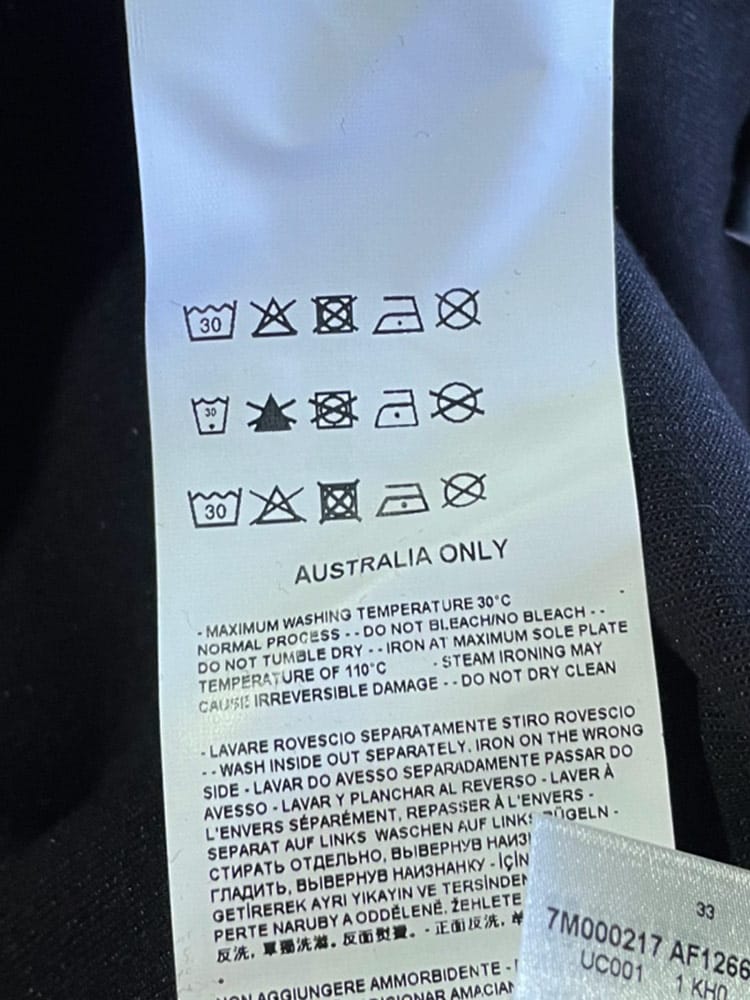 30
30
30
AUSTRALIA ONLY
- MAXIMUM WASHING TEMPERATURE 30°C
NORMAL PROCESS - - DO NOT BLEACH/NO BLEACH - -
DO NOT TUMBLE DRY - - IRON AT MAXIMUM SOLE PLATE
TEMPERATURE OF 110°C - STEAM IRONING MAY
CAUSE IRREVERSIBLE DAMAGE - - DO NOT DRY CLEAN
- LAVARE ROVESCIO SEPARATAMENTE STIRO ROVESCIO
- - WASH INSIDE OUT SEPARATELY. IRON ON THE WRONG
SIDE - LAVAR DO AVESSO SEPARADAMENTE PASSAR DO
AVESSO - LAVAR Y PLANCHAR AL REVERSO - LAVER À
L'ENVERS SÉPARÉMENT, REPASSER À L'ENVERS -
SEPARAT AUF LINKS WASCHEN AUF LINKS BÜGELN -
СТИРАТЬ ОТДЕЛЬНО, ВЫВЕРНУВ
ГЛАДИТЬ, ВЫВЕРНУВ НАИЗНАНКУ - İÇİN
GETİREREK AYRI YIKAYIN VE TERSİNDEN
PERTE NARUBY A ODDĚLENĚ. ŽEHLETE
反洗, 單獨洗滌。反面熨燙。 - 正面反洗,
AGGIUNGERE AMMORBIDENTE -
AMACIAN
33
7M000217 AF1266
UC001 1 KH0